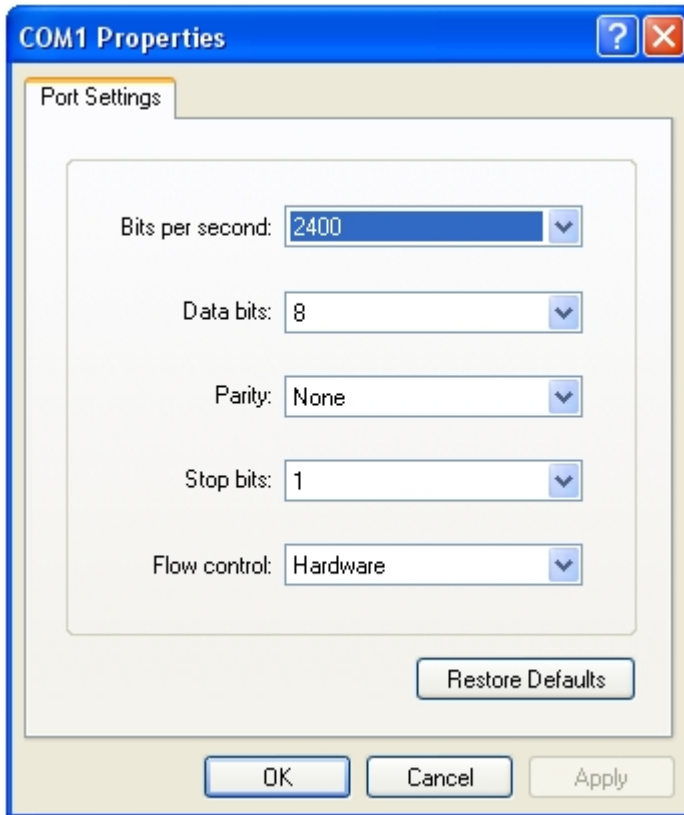 COM1 Properties
Port Settings
Bits per second: 2400
Data bits: 8
Parity: None
Stop bits: 1
Flow control: Hardware
Restore Defaults
OK Cancel Apply